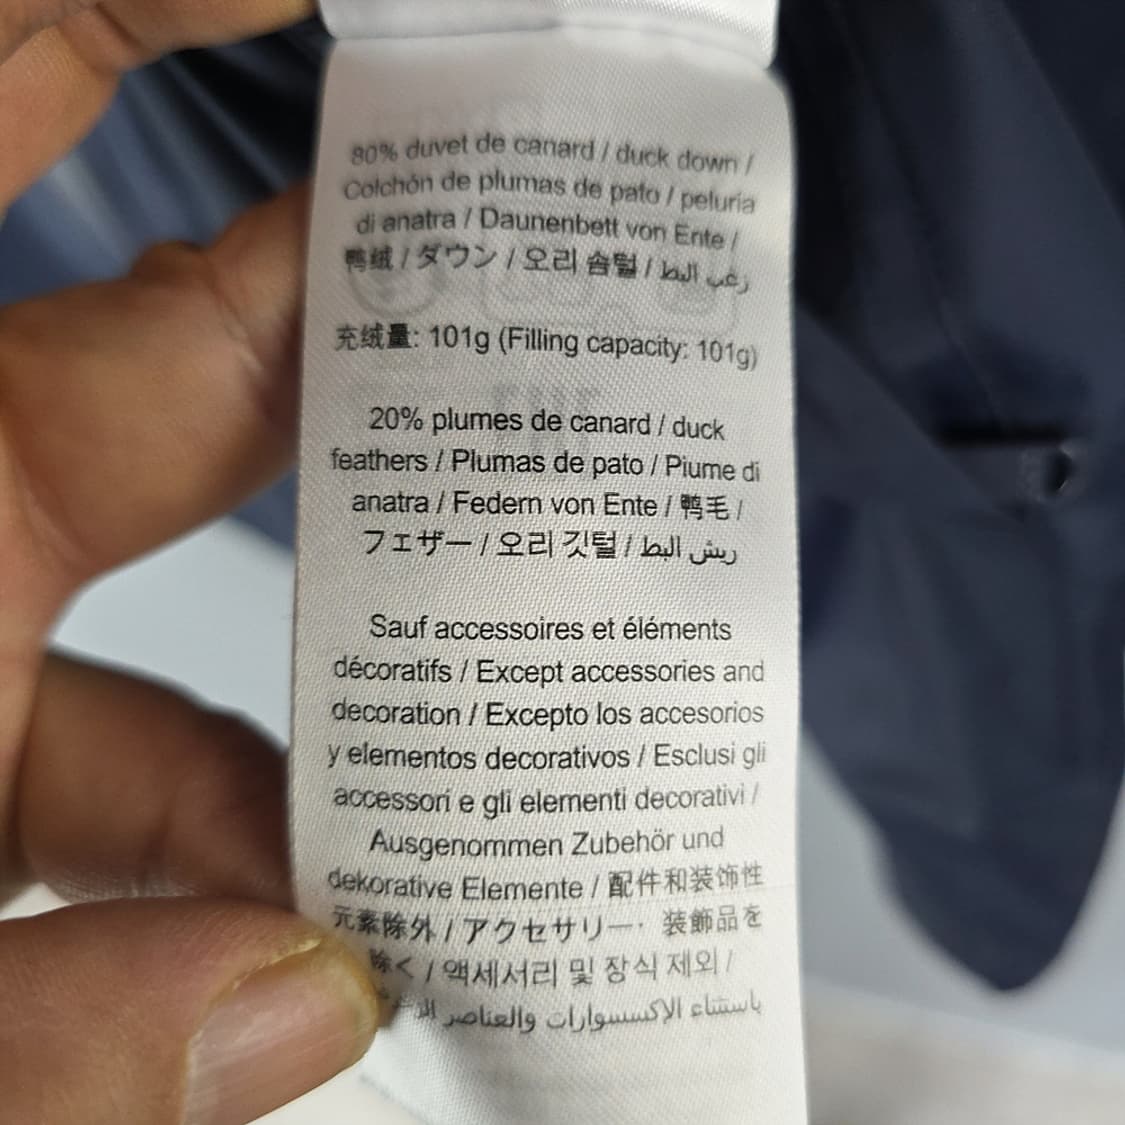 80% duvet de canard / duck down /
Colchón de plumas de pato / peluria
di anatra / Daunenbett von Ente /
鸭绒 / ダウン / 오리 솜털 / زغب البط
充绒量: 101g (Filling capacity: 101g)
20% plumes de canard / duck
feathers / Plumas de pato / Piume di
anatra / Federn von Ente / 鸭毛 /
フェザー / 오리 깃털 / ريش البط
Sauf accessoires et éléments
décoratifs / Except accessories and
decoration / Excepto los accesorios
y elementos decorativos / Esclusi gli
accessori e gli elementi decorativi /
Ausgenommen Zubehör und
dekorative Elemente / 配件和装饰性
元素除外 / アクセサリー· 装飾品を
除く / 액세서리 및 장식 제외 /
باستثناء الإكسسوارات والعناصر